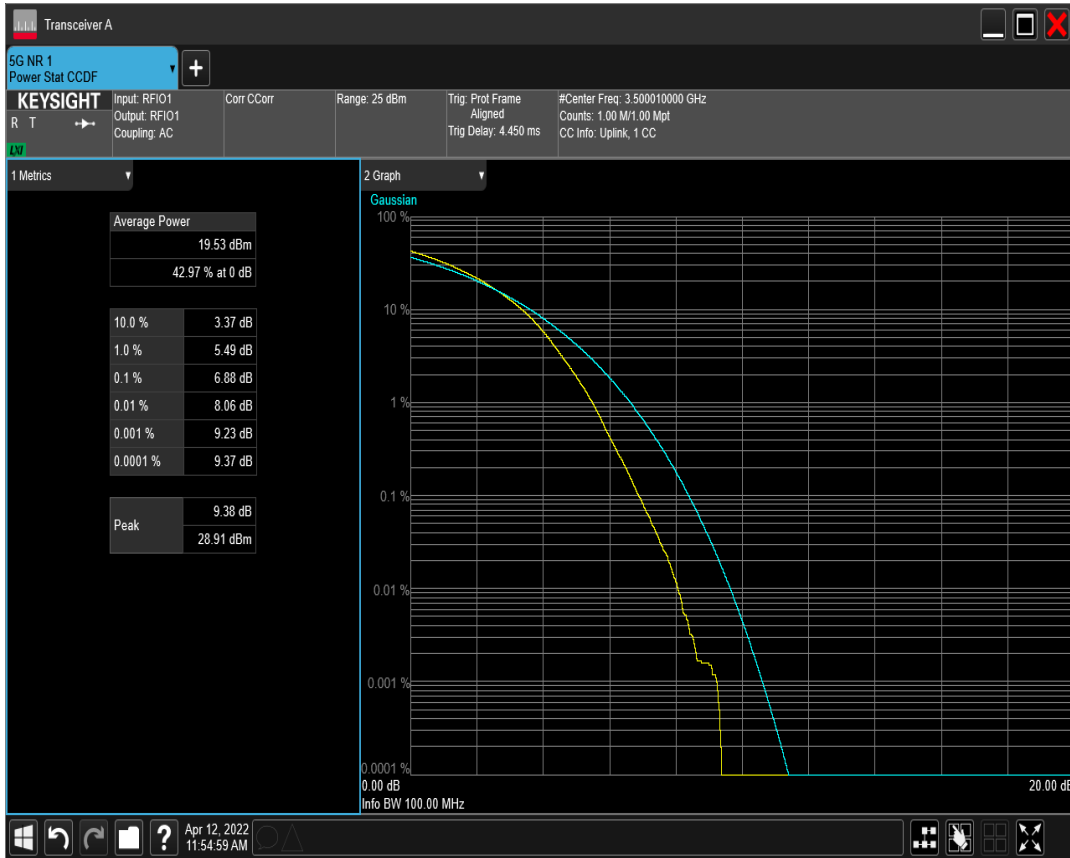 Transceiver A
5G NR 1
Power Stat CCDF
+
KEYSIGHT
R T
LXI
Input: RFIO1
Output: RFIO1
Coupling: AC
Corr CCorr
Range: 25 dBm
Trig: Prot Frame
Aligned
Trig Delay: 4.450 ms
#Center Freq: 3.500010000 GHz
Counts: 1.00 M/1.00 Mpt
CC Info: Uplink, 1 CC
1 Metrics
Average Power
19.53 dBm
42.97 % at 0 dB
10.0 % 3.37 dB
1.0 % 5.49 dB
0.1 % 6.88 dB
0.01 % 8.06 dB
0.001 % 9.23 dB
0.0001 % 9.37 dB
Peak
9.38 dB
28.91 dBm
2 Graph
Gaussian
100 %
10 %
1 %
0.1 %
0.01 %
0.001 %
0.0001 %
0.00 dB 20.00 dB
Info BW 100.00 MHz
?
Apr 12, 2022
11:54:59 AM